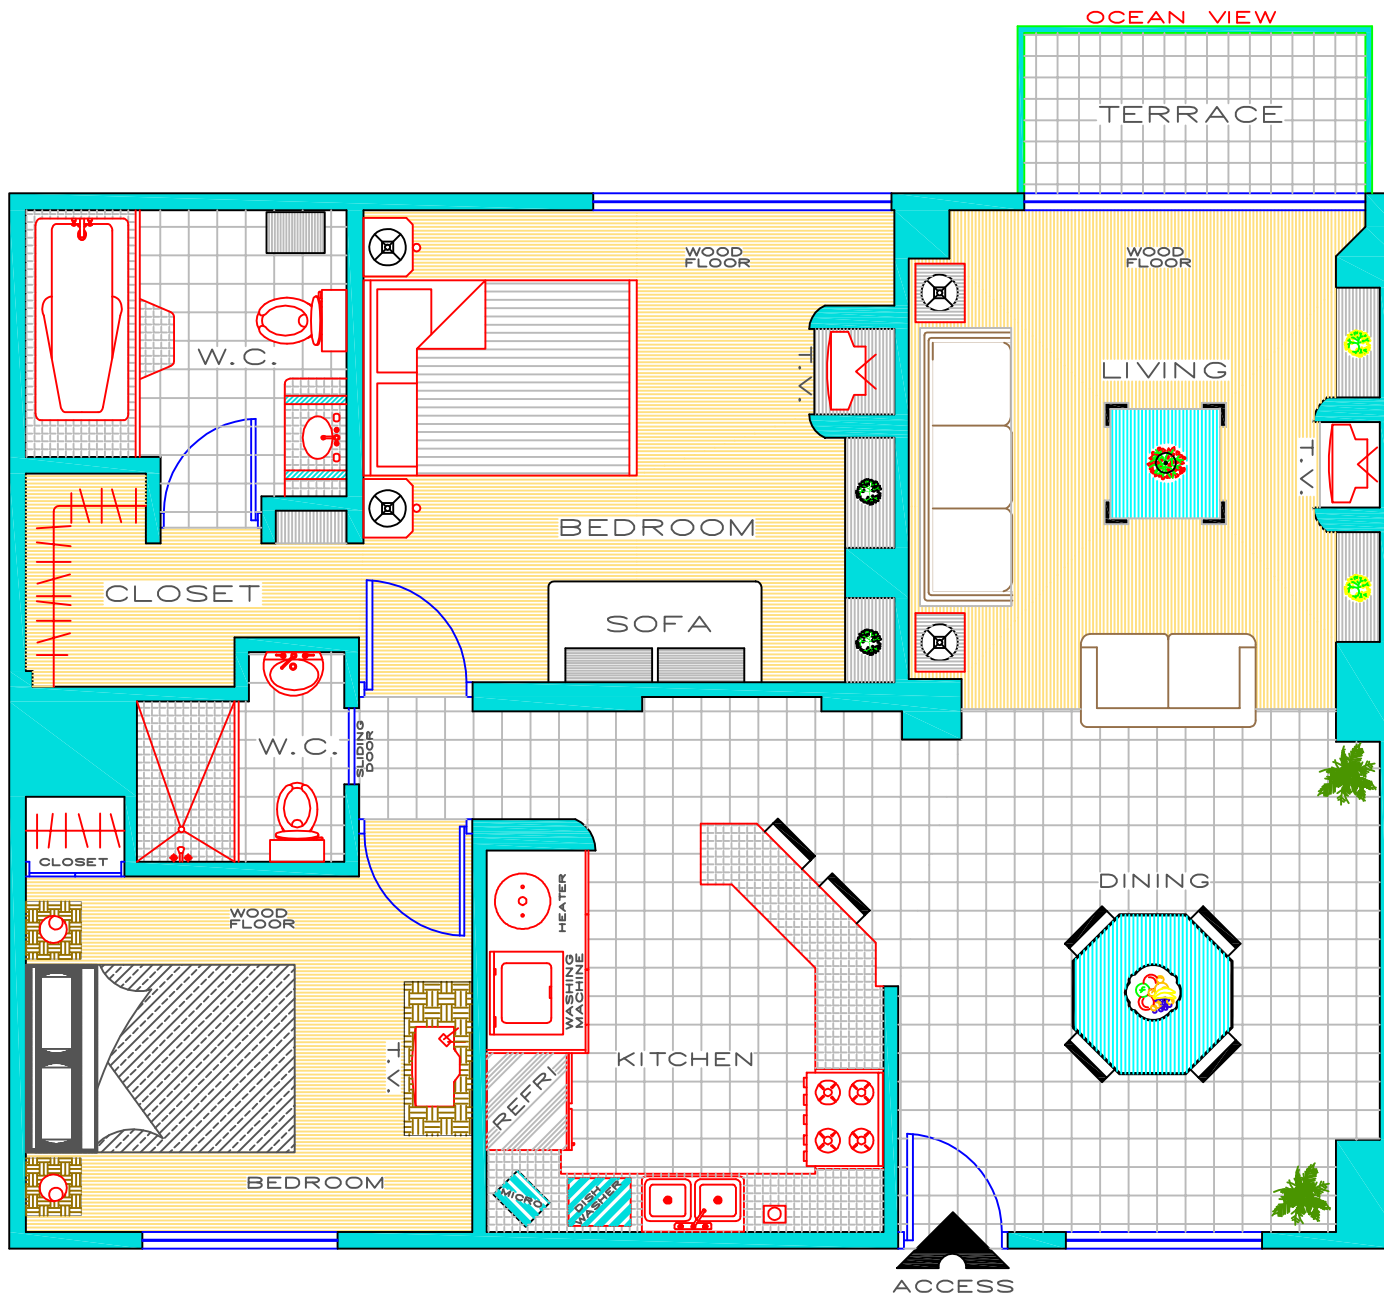 OCEAN VIEW
TERRACE
WOOD
FLOOR
WOOD
FLOOR
W.C.
T.V.
LIVING
T.V.
BEDROOM
CLOSET
SOFA
W.C.
SLIDING
DOOR
CLOSET
HEATER
DINING
WOOD
FLOOR
WASHING
MACHINE
KITCHEN
T.V.
REFRI
BEDROOM
MICRO
DISH
WASHER
ACCESS